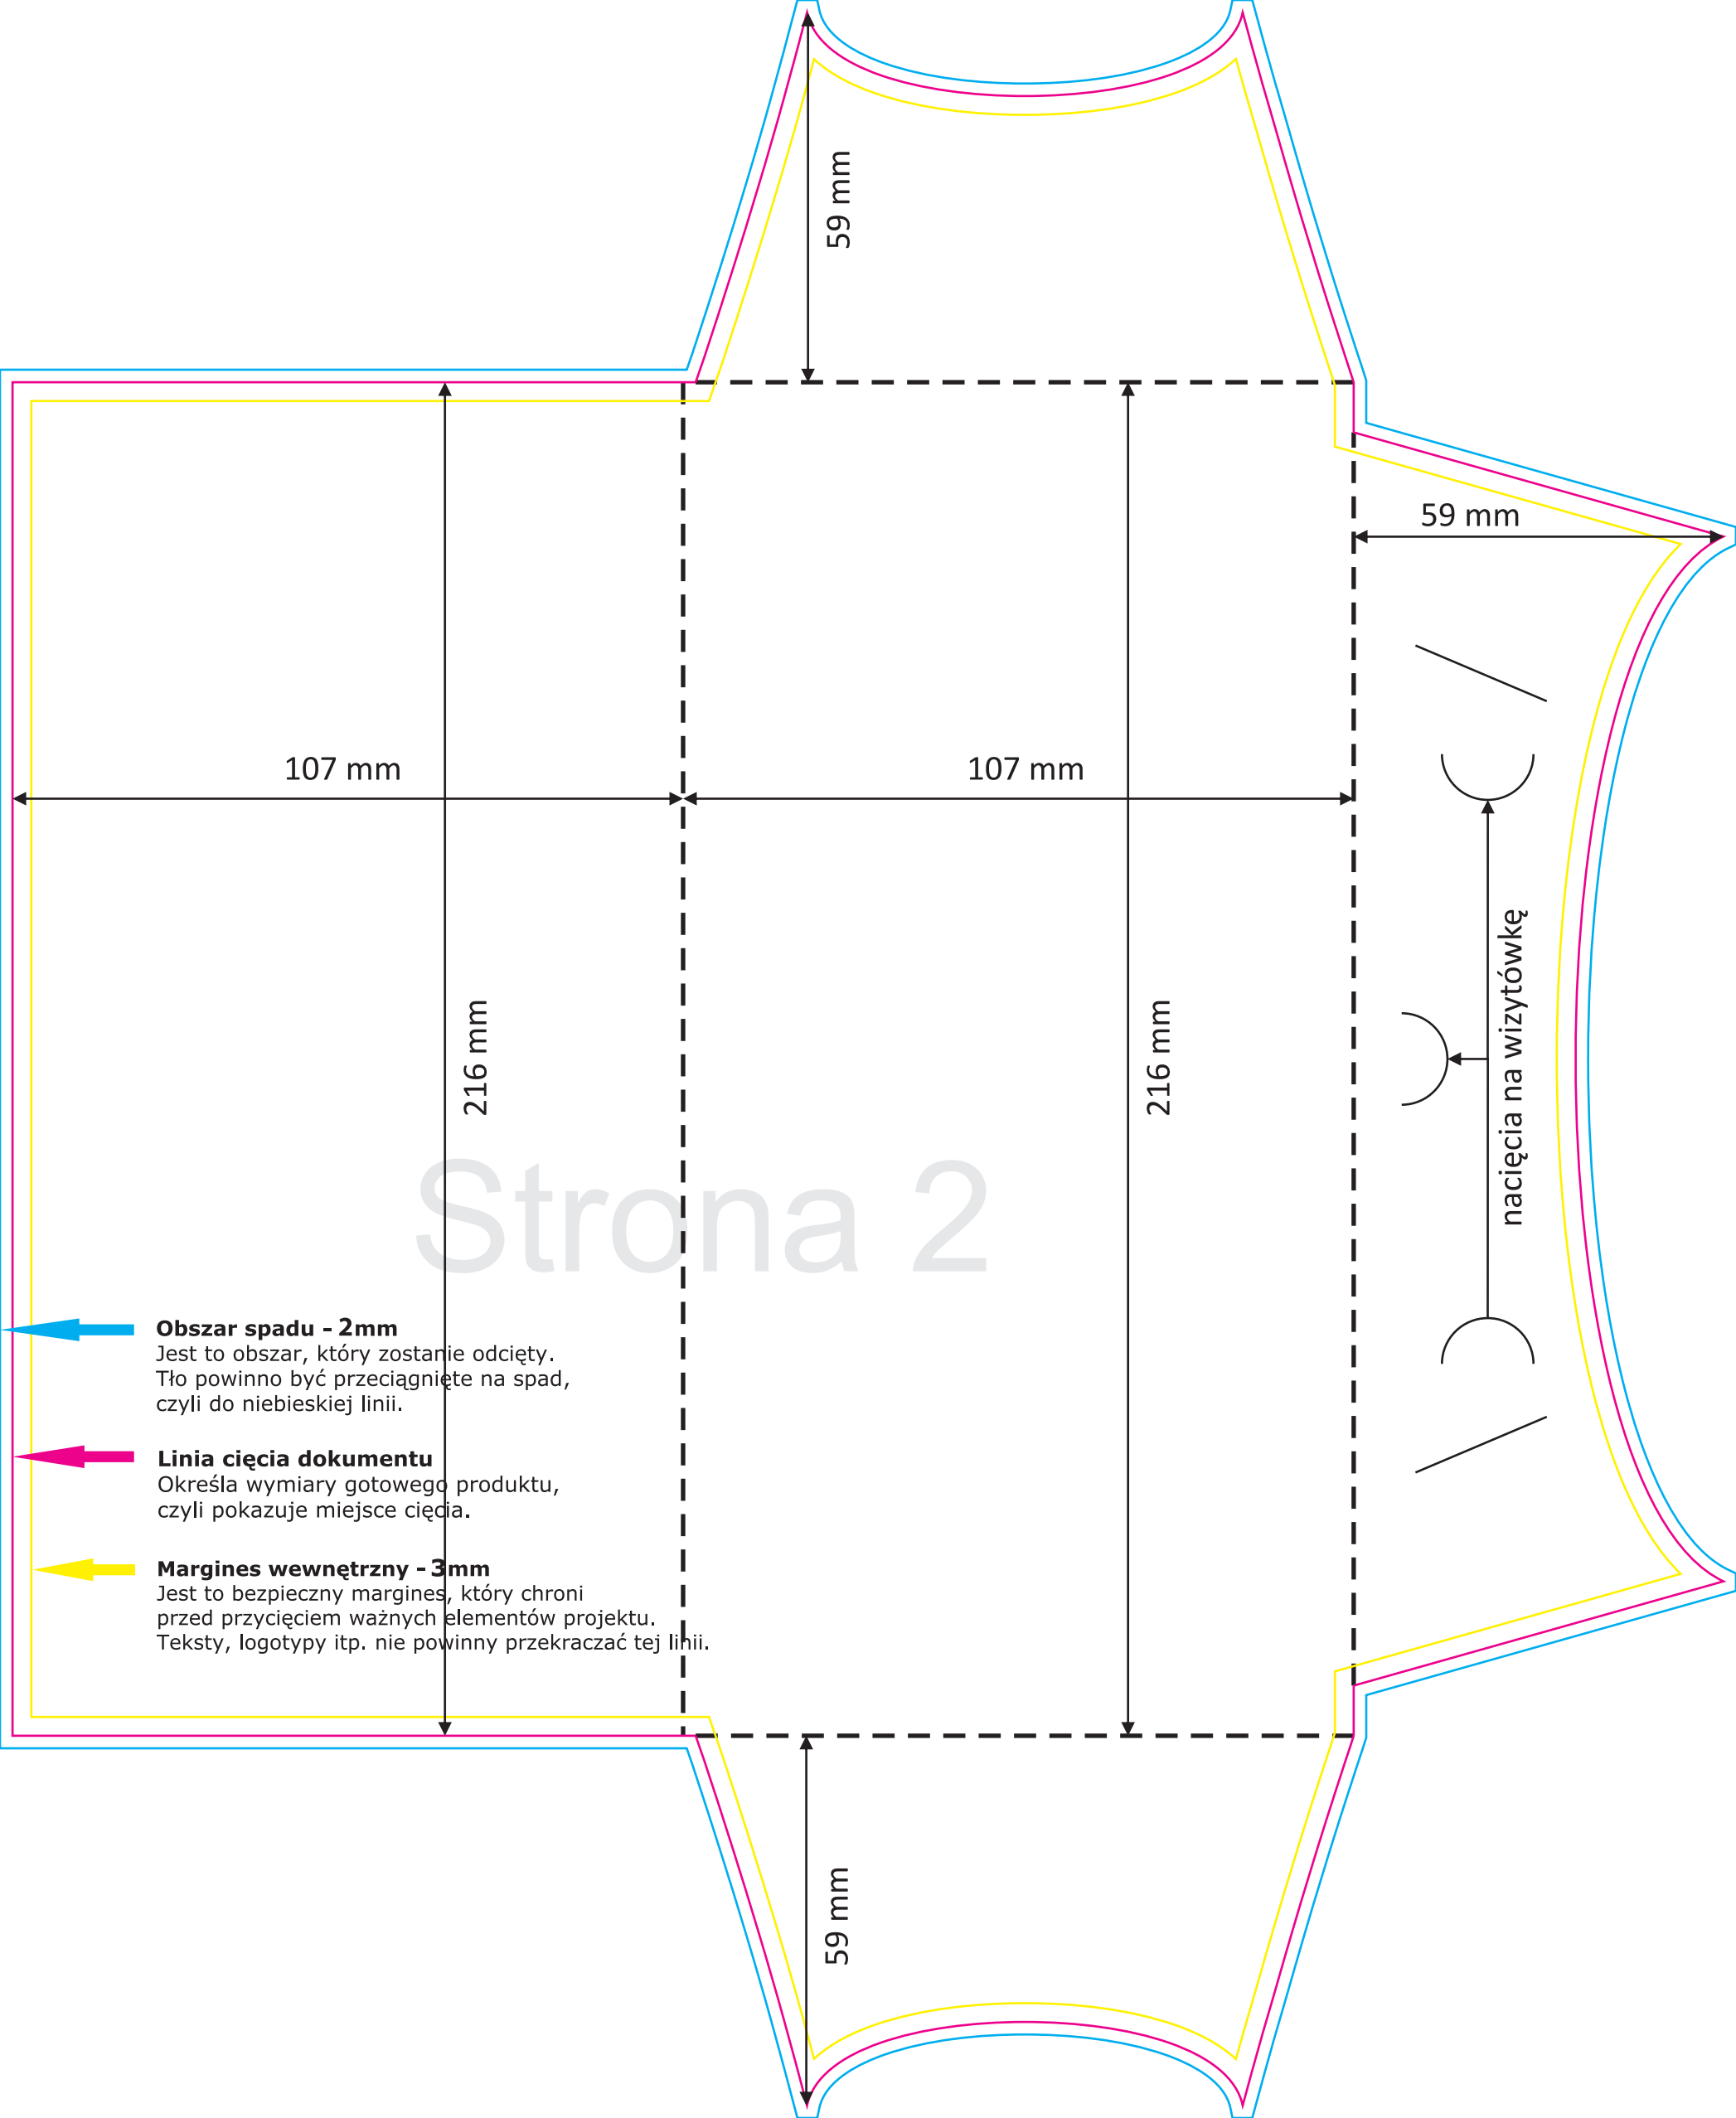 59 mm
59 mm
107 mm
107 mm
nacięcia na wizytówkę
216 mm
216 mm
Strona 2
Obszar spadu - 2mm
Jest to obszar, który zostanie odcięty.
Tło powinno być przeciągnięte na spad,
czyli do niebieskiej linii.
Linia cięcia dokumentu
Określa wymiary gotowego produktu,
czyli pokazuje miejsce cięcia.
Margines wewnętrzny - 3mm
Jest to bezpieczny margines, który chroni
przed przycięciem ważnych elementów projektu.
Teksty, logotypy itp. nie powinny przekraczać tej linii.
59 mm